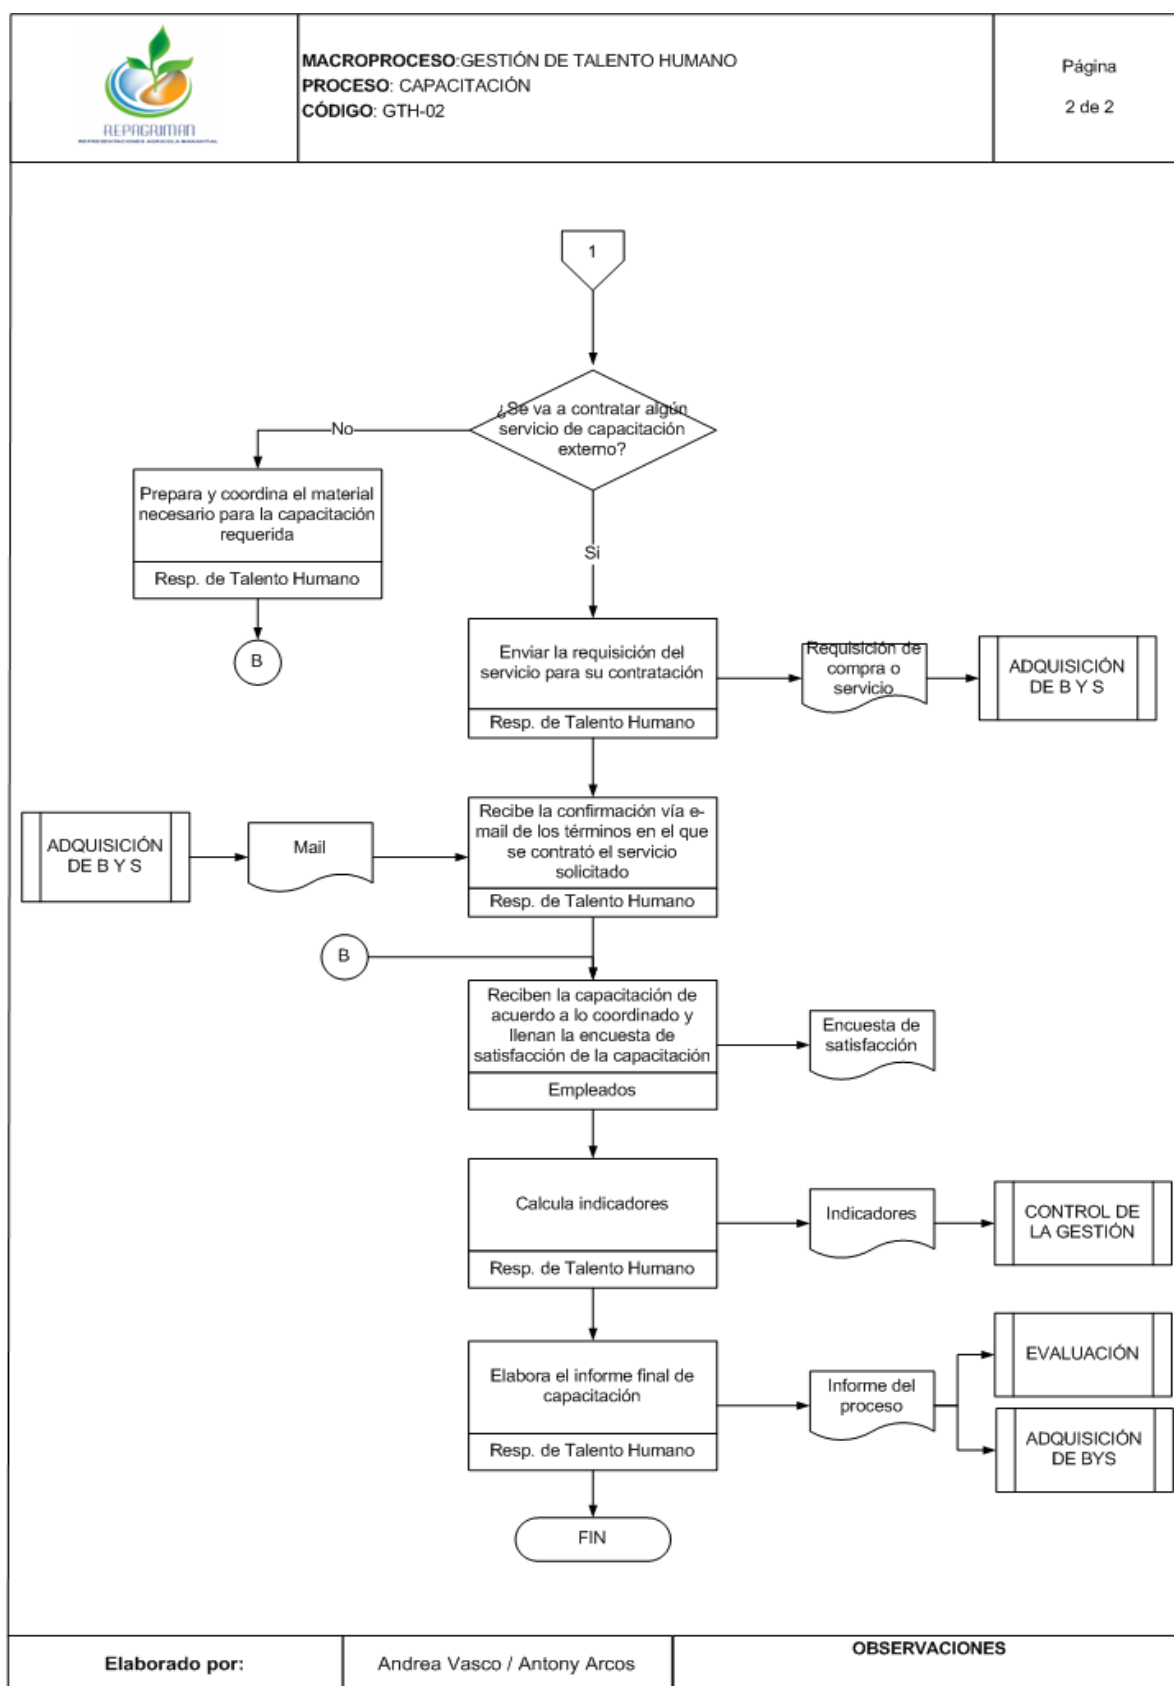 REPAGRIMAN
REPRESENTACIONES AGRICOLA MANANTIAL
MACROPROCESO:GESTIÓN DE TALENTO HUMANO
PROCESO: CAPACITACIÓN
CÓDIGO: GTH-02
Página
2 de 2
1
¿Se va a contratar algún
servicio de capacitación
externo?
No
Prepara y coordina el material
necesario para la capacitación
requerida
Resp. de Talento Humano
B
Si
Enviar la requisición del
servicio para su contratación
Resp. de Talento Humano
Requisición de
compra o
servicio
ADQUISICIÓN
DE B Y S
ADQUISICIÓN
DE B Y S
Mail
Recibe la confirmación vía e-
mail de los términos en el que
se contrató el servicio
solicitado
Resp. de Talento Humano
B
Reciben la capacitación de
acuerdo a lo coordinado y
llenan la encuesta de
satisfacción de la capacitación
Empleados
Encuesta de
satisfacción
Calcula indicadores
Resp. de Talento Humano
Indicadores
CONTROL DE
LA GESTIÓN
Elabora el informe final de
capacitación
Resp. de Talento Humano
Informe del
proceso
EVALUACIÓN
ADQUISICIÓN
DE BYS
FIN
Elaborado por:
Andrea Vasco / Antony Arcos
OBSERVACIONES